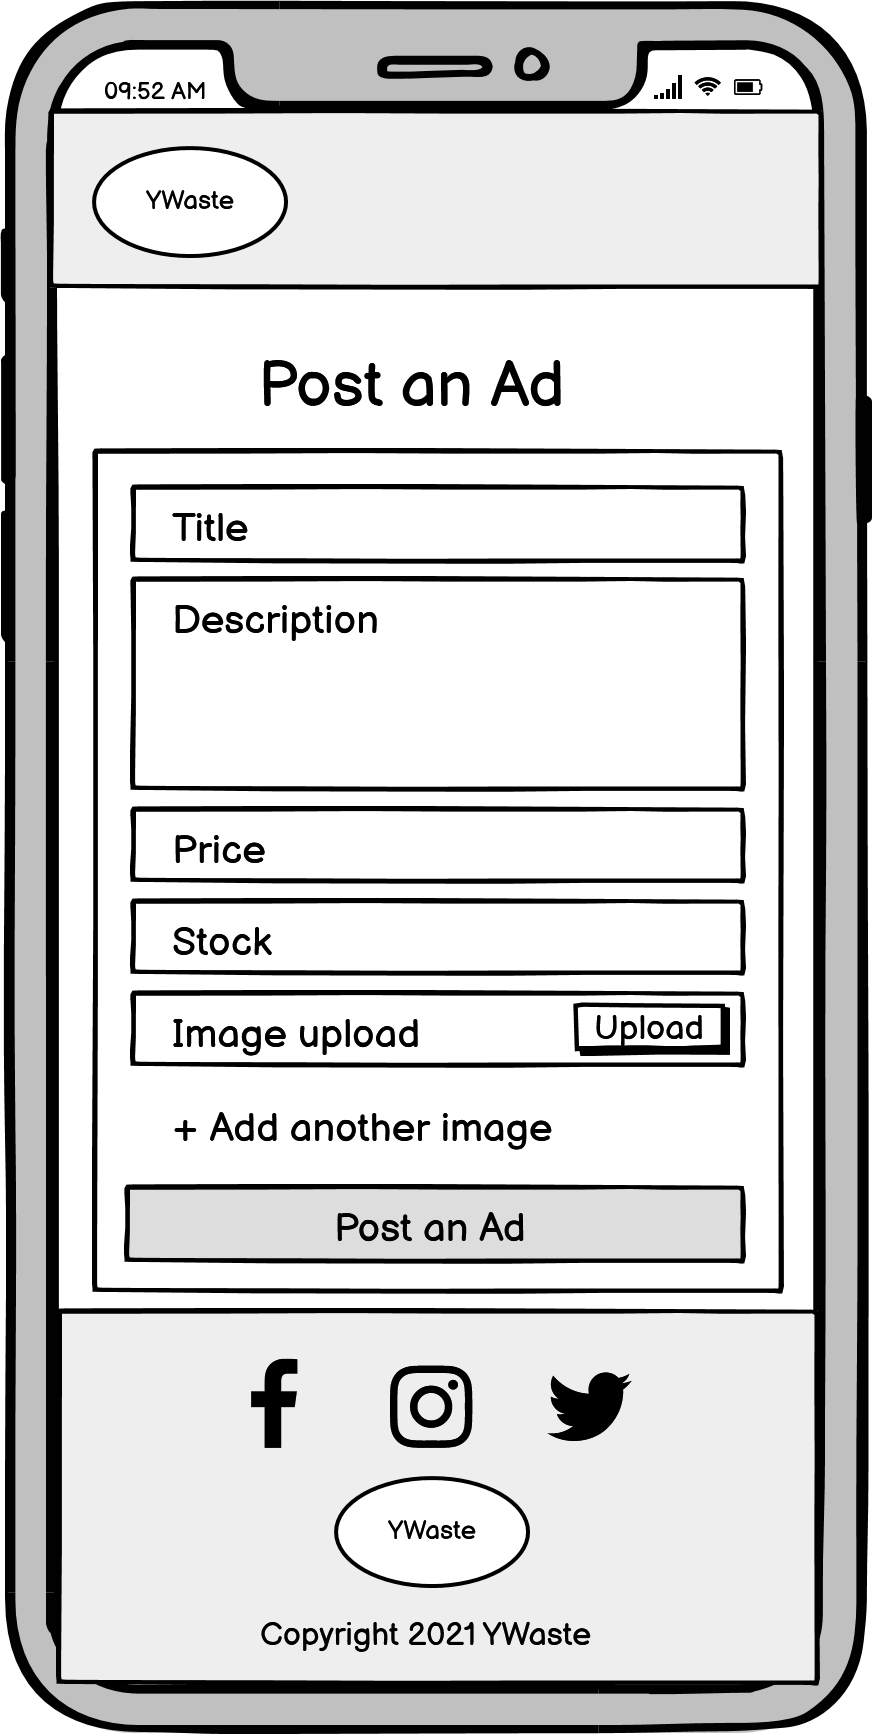 09:52 AM
YWaste
Post an Ad
Title
Description
Price
Stock
Image upload
Upload
+ Add another image
Post an Ad
YWaste
Copyright 2021 YWaste